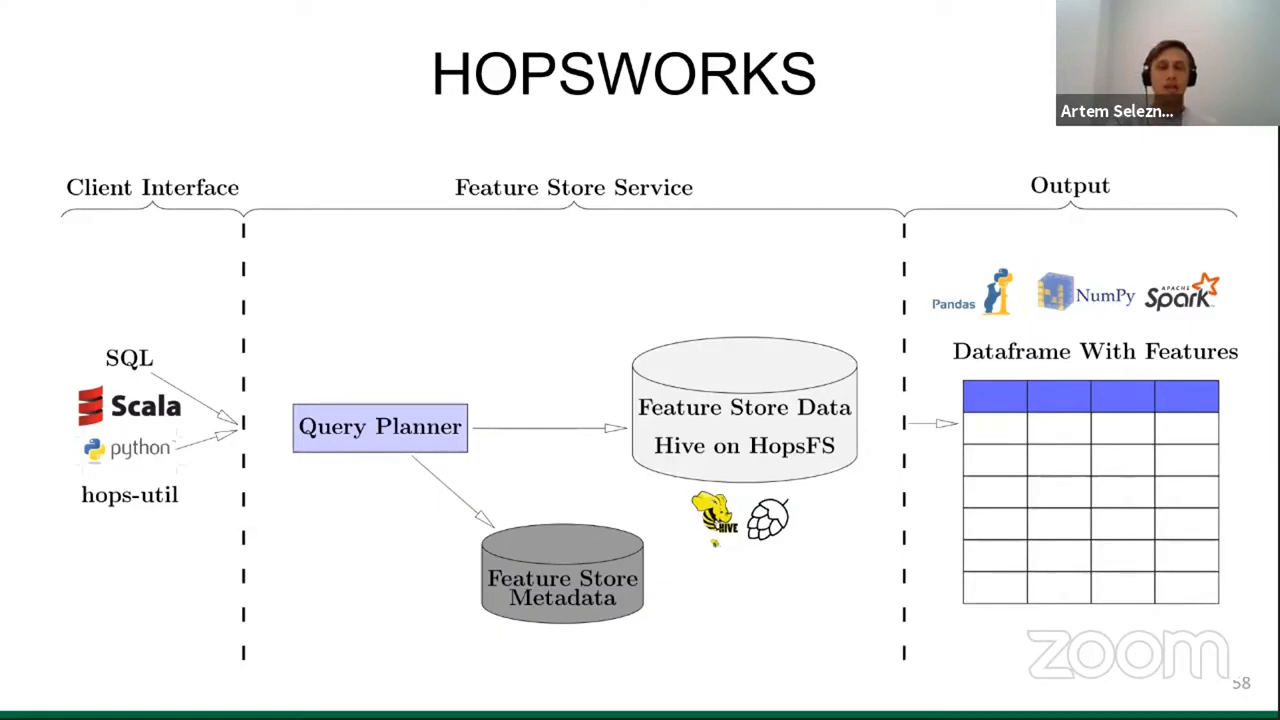 HOPSWORKS
Artem Selezn...
Client Interface
Feature Store Service
Output
Pandas
NumPy
APACHE
Spark
SQL
Scala
python
hops-util
Query Planner
Feature Store Data
Hive on HopsFS
HIVE
Feature Store
Metadata
Dataframe With Features
zoom
58